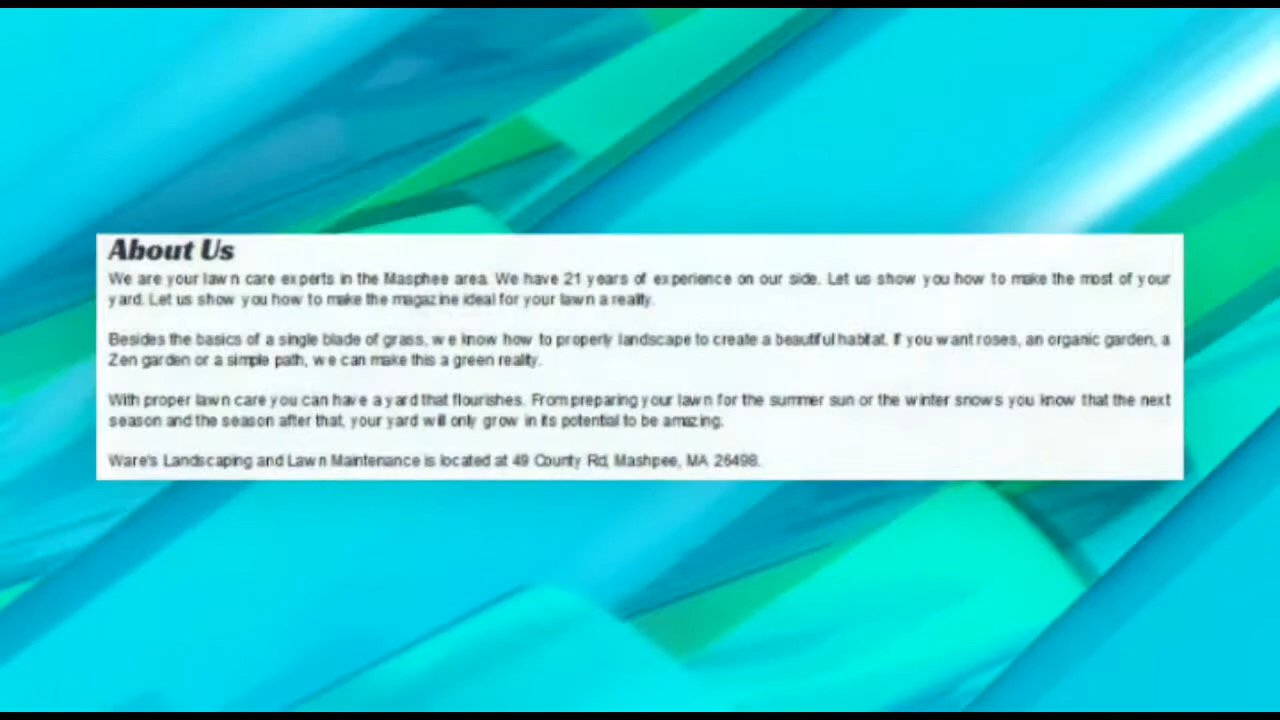 About Us
We are your lawn care experts in the Masphee area. We have 21 years of experience on our side. Let us show you how to make the most of your
yard. Let us show you how to make the magazine ideal for your lawn a reality.
Besides the basics of a single blade of grass, we know how to properly landscape to create a beautiful habitat. If you want roses, an organic garden, a
Zen garden or a simple path, we can make this a green reality.
With proper lawn care you can have a yard that flourishes. From preparing your lawn for the summer sun or the winter snows you know that the next
season and the season after that, your yard will only grow in its potential to be amazing.
Ware's Landscaping and Lawn Maintenance is located at 49 County Rd, Mashpee, MA 26498.